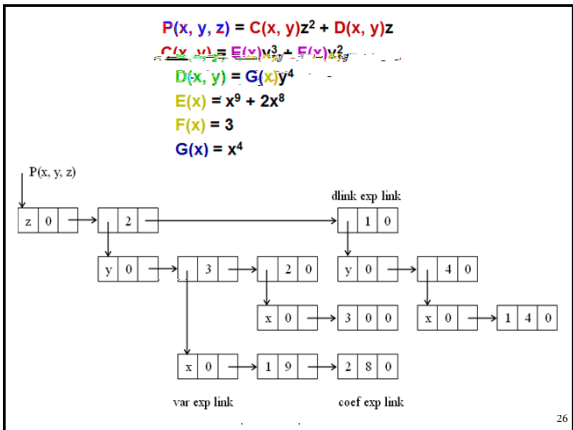 P(x, y, z) = C(x, y)z² + D(x, y)z
C(x, y) = E(x)y³ + F(x)y²
D(x, y) = G(x)y⁴
E(x) = x⁹ + 2x⁸
F(x) = 3
G(x) = x⁴
P(x, y, z)
dlink exp link
z 0 2 1 0
y 0 3 2 0 y 0 4 0
x 0 3 0 0 x 0 1 4 0
x 0 1 9 2 8 0
var exp link coef exp link
26